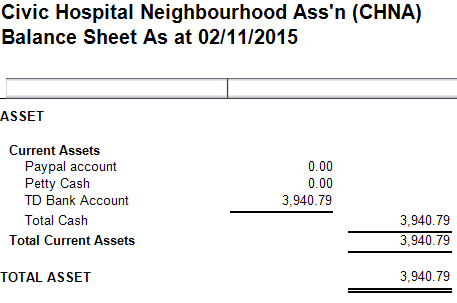 Civic Hospital Neighbourhood Ass'n (CHNA)
Balance Sheet As at 02/11/2015
ASSET
Current Assets
Paypal account 0.00
Petty Cash 0.00
TD Bank Account 3,940.79
Total Cash 3,940.79
Total Current Assets 3,940.79
TOTAL ASSET 3,940.79